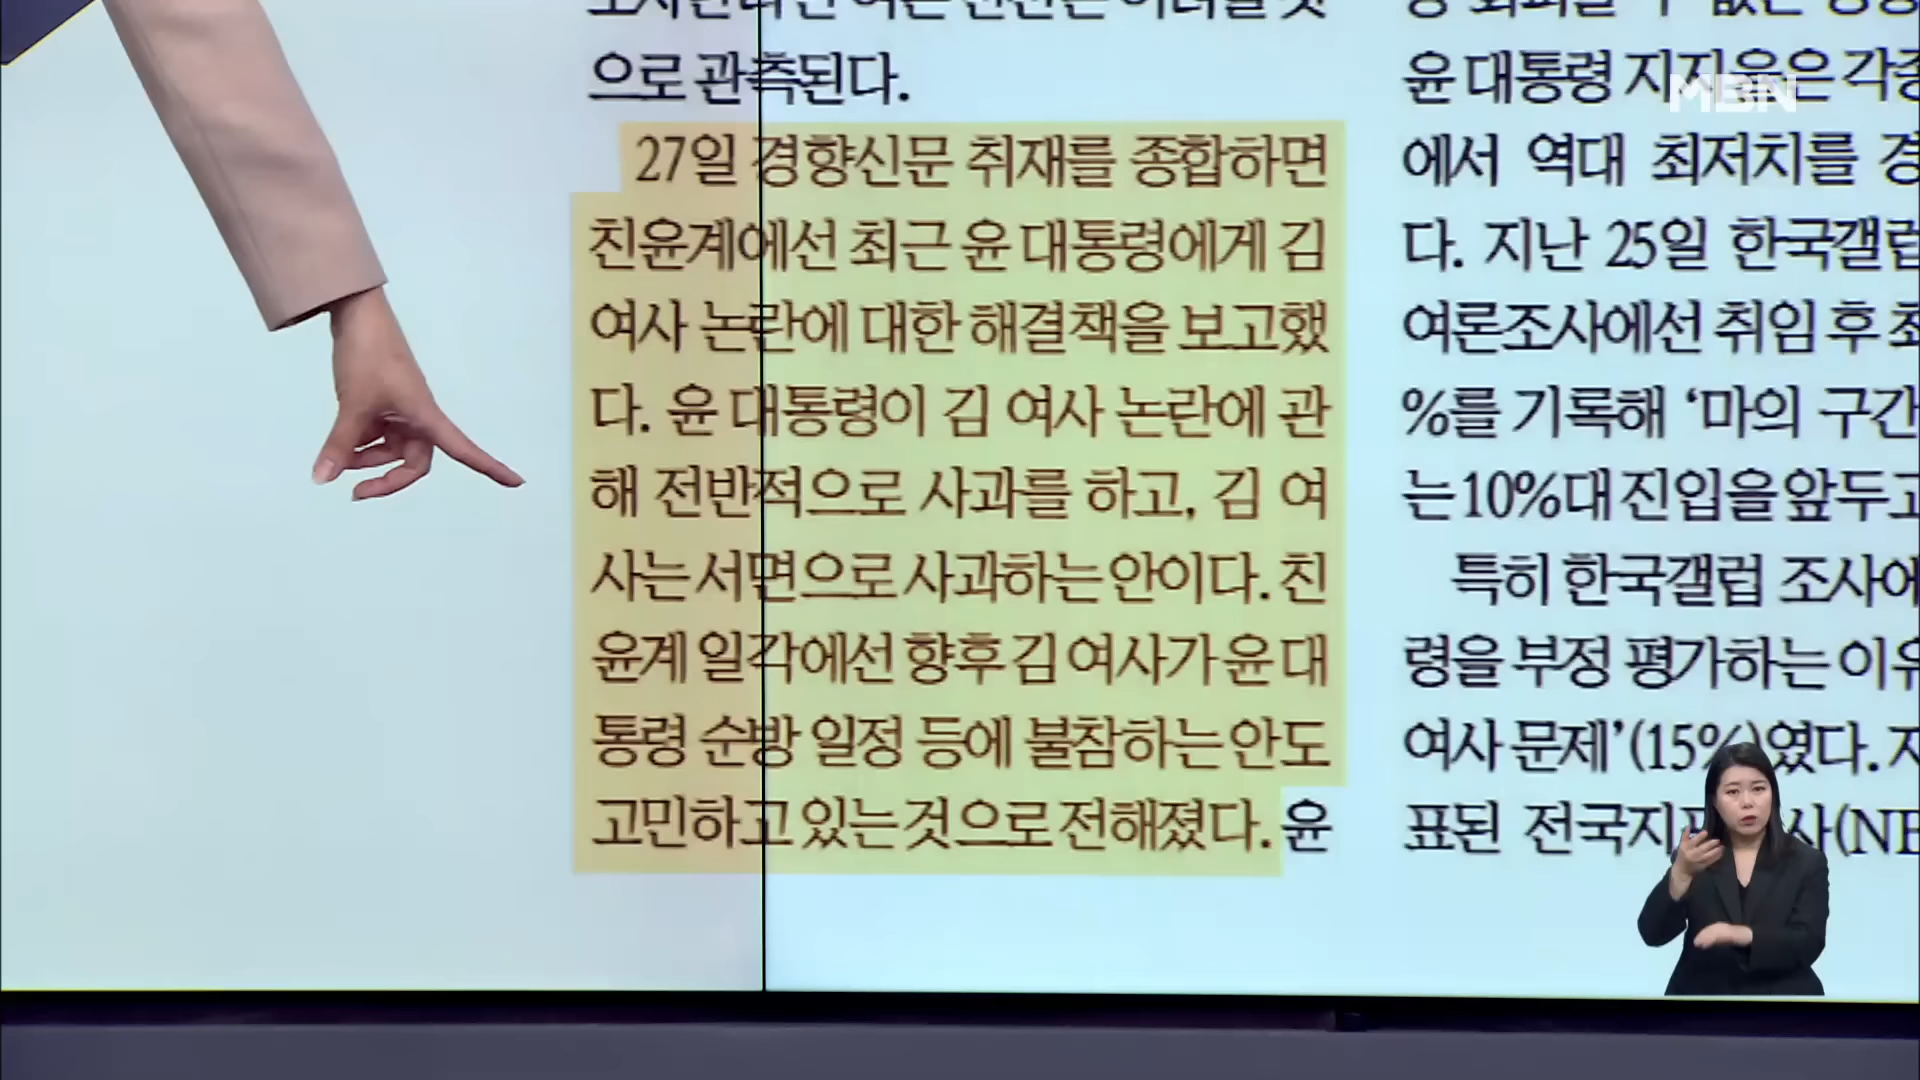 으로 관측된다.
27일 경향신문 취재를 종합하면
친윤계에선 최근 윤 대통령에게 김
여사 논란에 대한 해결책을 보고했
다. 윤 대통령이 김 여사 논란에 관
해 전반적으로 사과를 하고, 김 여
사는 서면으로 사과하는 안이다. 친
윤계 일각에선 향후 김 여사가 윤 대
통령 순방 일정 등에 불참하는 안도
고민하고 있는 것으로 전해졌다. 윤
윤 대통령 지지율은 각종
에서 역대 최저치를 경
다. 지난 25일 한국갤럽
여론조사에선 취임 후 최
%를 기록해 ‘마의 구간
는 10%대 진입을 앞두고
특히 한국갤럽 조사에
령을 부정 평가하는 이유
여사 문제’(15%)였다. 지
표된 전국지표 사(NB
MBN